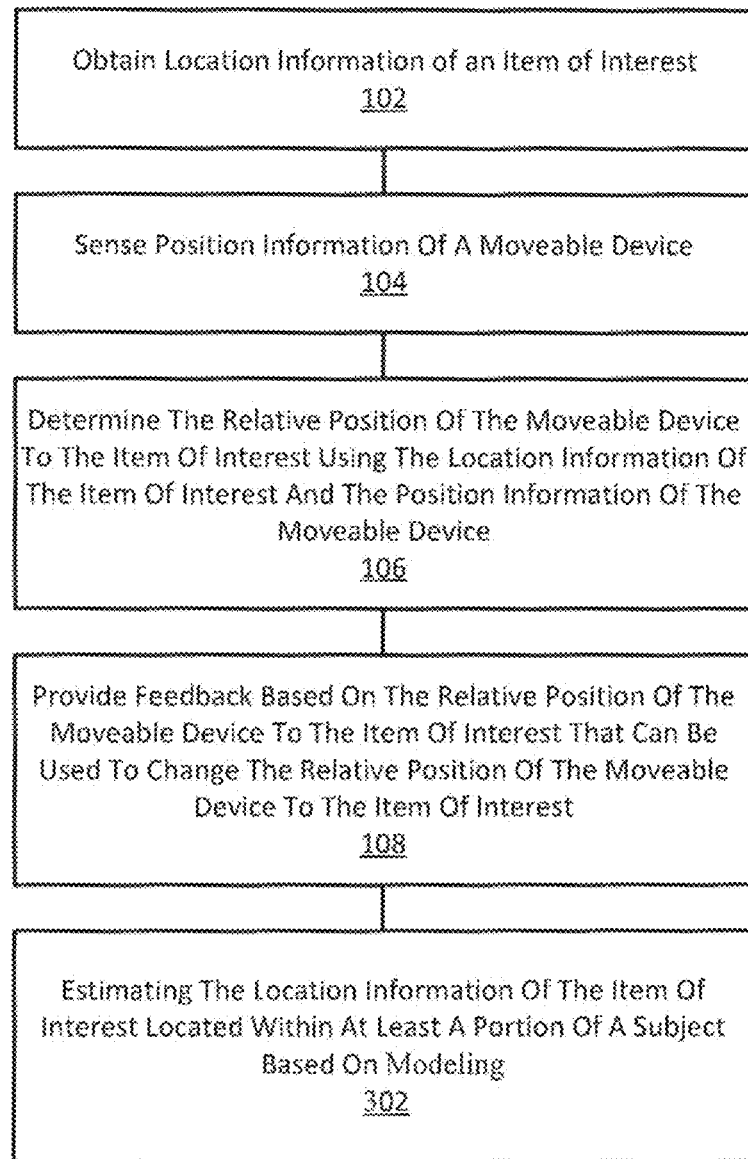 Obtain Location Information of an Item of Interest
102
Sense Position Information Of A Moveable Device
104
Determine The Relative Position Of The Moveable Device
To The Item Of Interest Using The Location Information Of
The Item Of Interest And The Position Information Of The
Moveable Device
106
Provide Feedback Based On The Relative Position Of The
Moveable Device To The Item Of Interest That Can Be
Used To Change The Relative Position Of The Moveable
Device To The Item Of Interest
108
Estimating The Location Information Of The Item Of
Interest Located Within At Least A Portion Of A Subject
Based On Modeling
302